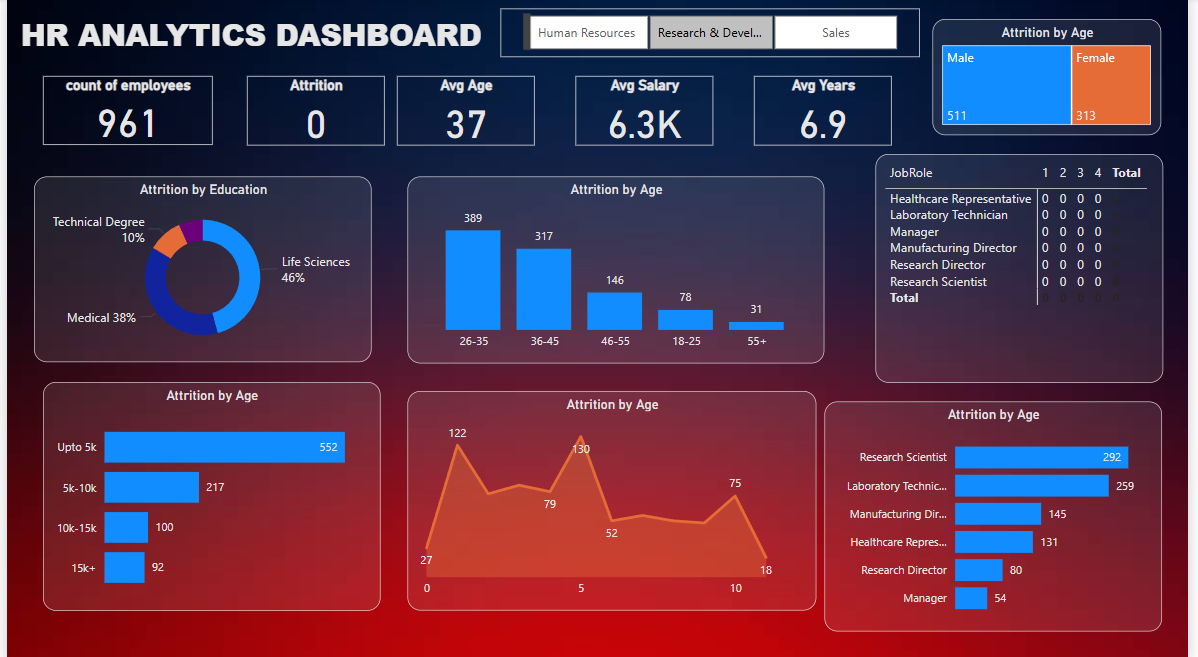 HR ANALYTICS DASHBOARD
Human Resources
Research & Devel...
Sales
count of employees
961
Attrition
0
Avg Age
37
Avg Salary
6.3K
Avg Years
6.9
Attrition by Age
Male
Female
511
313
Attrition by Education
Technical Degree
10%
Life Sciences
46%
Medical 38%
Attrition by Age
389
317
146
78
31
26-35
36-45
46-55
18-25
55+
JobRole 1 2 3 4 Total
Healthcare Representative 0 0 0 0
Laboratory Technician 0 0 0 0
Manager 0 0 0 0
Manufacturing Director 0 0 0 0
Research Director 0 0 0 0
Research Scientist 0 0 0 0
Total 0 0 0 0 0
Attrition by Age
Upto 5k 552
5k-10k 217
10k-15k 100
15k+ 92
Attrition by Age
122
130
79
75
52
27
18
0 5 10
Attrition by Age
Research Scientist 292
Laboratory Technic... 259
Manufacturing Dir... 145
Healthcare Repres... 131
Research Director 80
Manager 54